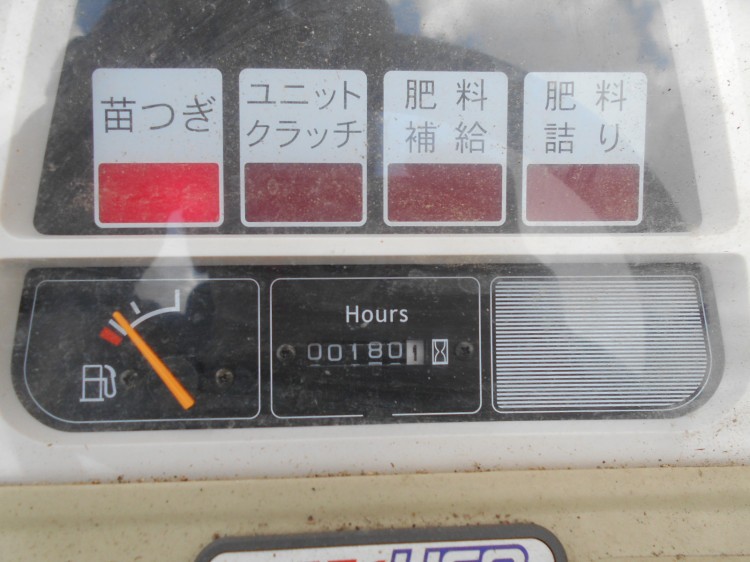 苗つぎ
ユニット
クラッチ
肥料
補給
肥料
詰り
Hours
001801